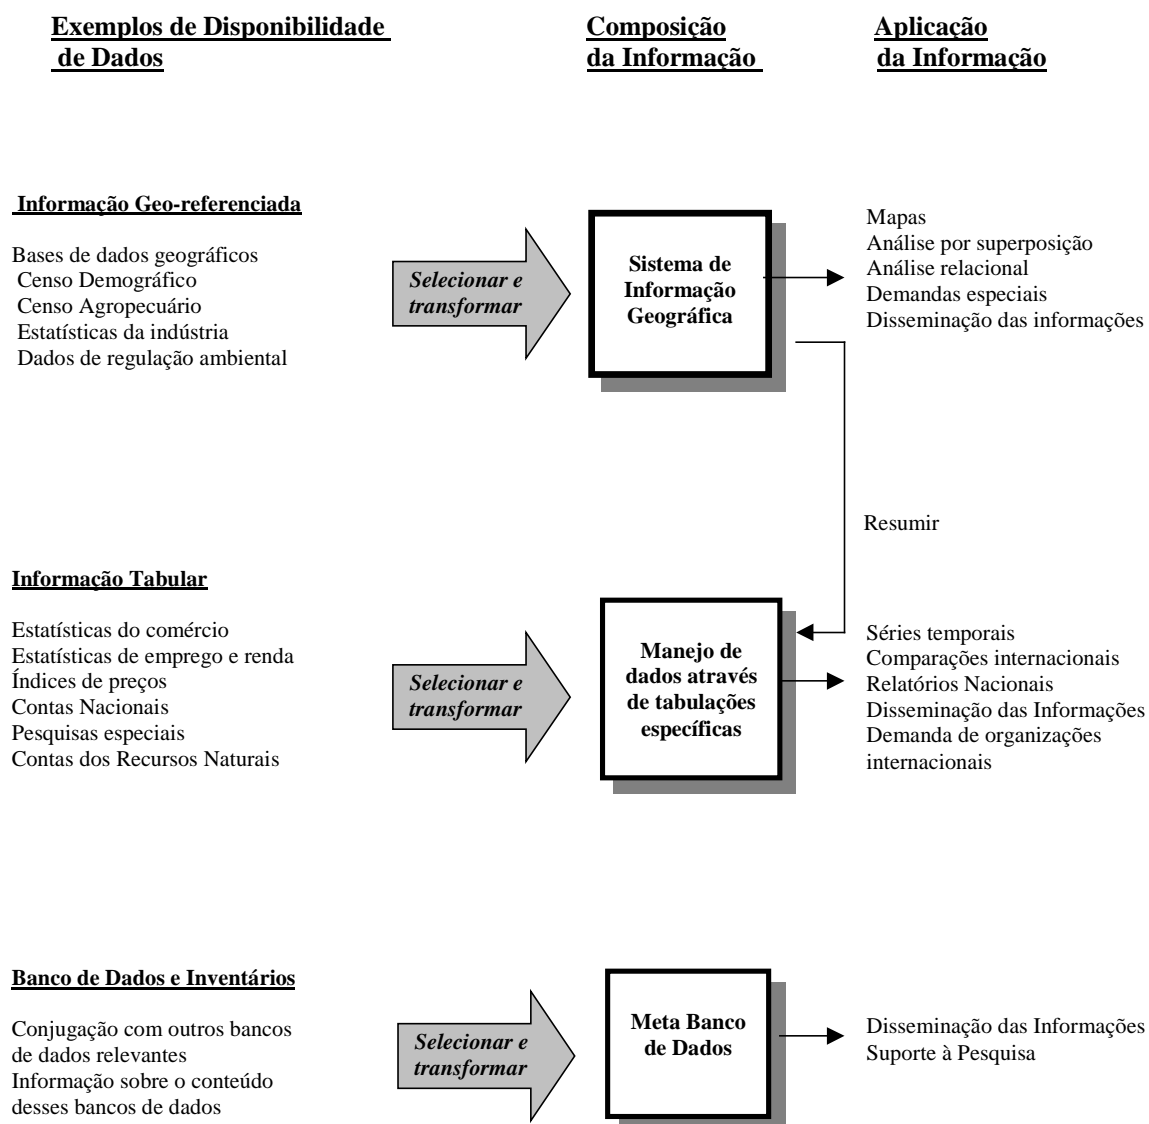 Exemplos de Disponibilidade
de Dados
Composição
da Informação
Aplicação
da Informação
Informação Geo-referenciada
Bases de dados geográficos
Censo Demográfico
Censo Agropecuário
Estatísticas da indústria
Dados de regulação ambiental
Selecionar e
transformar
Sistema de
Informação
Geográfica
Mapas
Análise por superposição
Análise relacional
Demandas especiais
Disseminação das informações
Resumir
Informação Tabular
Estatísticas do comércio
Estatísticas de emprego e renda
Índices de preços
Contas Nacionais
Pesquisas especiais
Contas dos Recursos Naturais
Selecionar e
transformar
Manejo de
dados através
de tabulações
específicas
Séries temporais
Comparações internacionais
Relatórios Nacionais
Disseminação das Informações
Demanda de organizações
internacionais
Banco de Dados e Inventários
Conjugação com outros bancos
de dados relevantes
Informação sobre o conteúdo
desses bancos de dados
Selecionar e
transformar
Meta Banco
de Dados
Disseminação das Informações
Suporte à Pesquisa